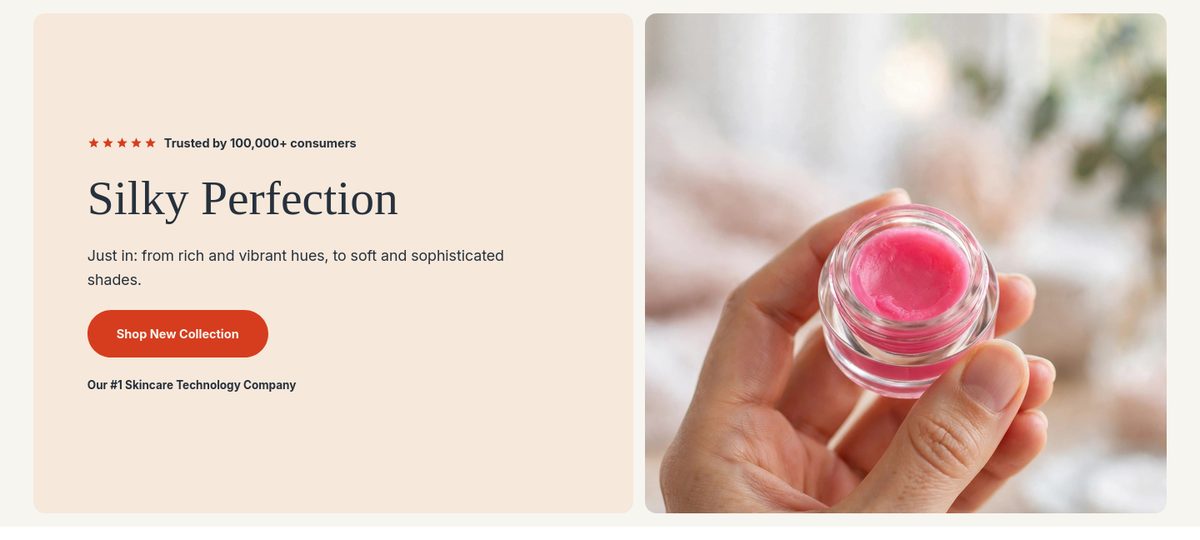 Trusted by 100,000+ consumers
Silky Perfection
Just in: from rich and vibrant hues, to soft and sophisticated
shades.
Shop New Collection
Our #1 Skincare Technology Company